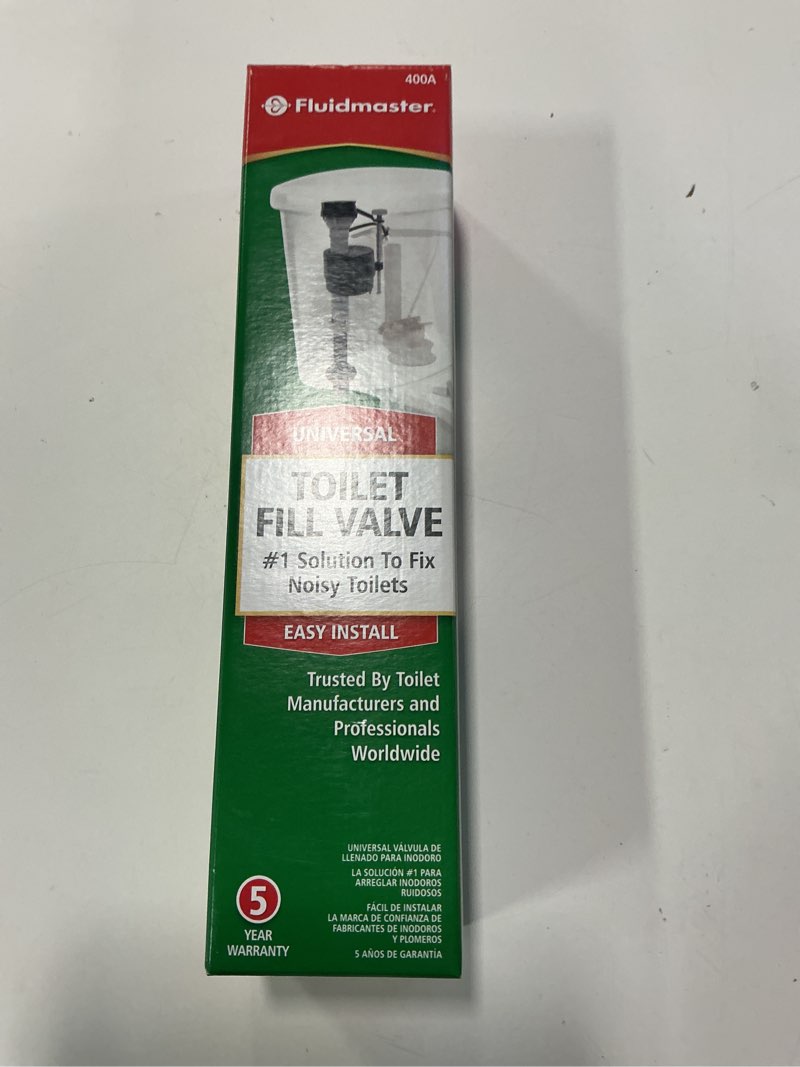 400A
Fluidmaster®
UNIVERSAL
TOILET
FILL VALVE
#1 Solution To Fix
Noisy Toilets
EASY INSTALL
Trusted By Toilet
Manufacturers and
Professionals
Worldwide
UNIVERSAL VÁLVULA DE
LLENADO PARA INODORO
LA SOLUCIÓN #1 PARA
ARREGLAR INODOROS
RUIDOSOS
FÁCIL DE INSTALAR
LA MARCA DE CONFIANZA DE
FABRICANTES DE INODOROS
Y PLOMEROS
5 AÑOS DE GARANTÍA
5
YEAR
WARRANTY